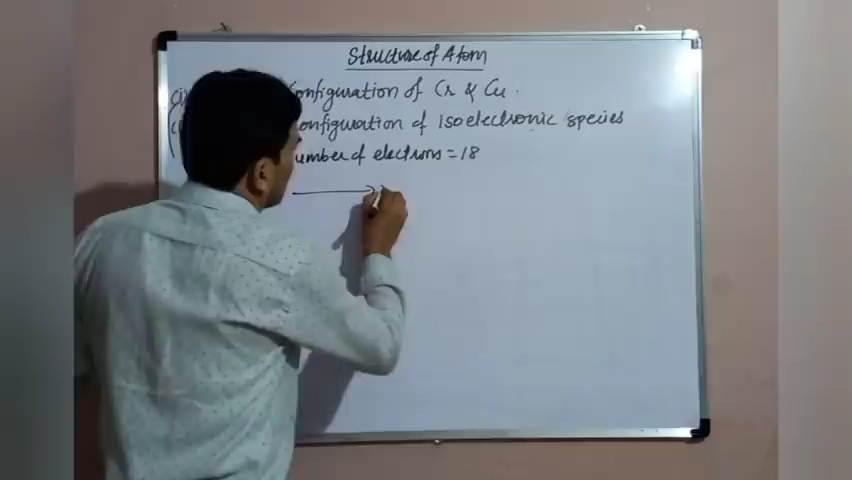 Structure of Atom
Configuration of Cr & Cu.
Configuration of Isoelectronic species
umber of electrons = 18